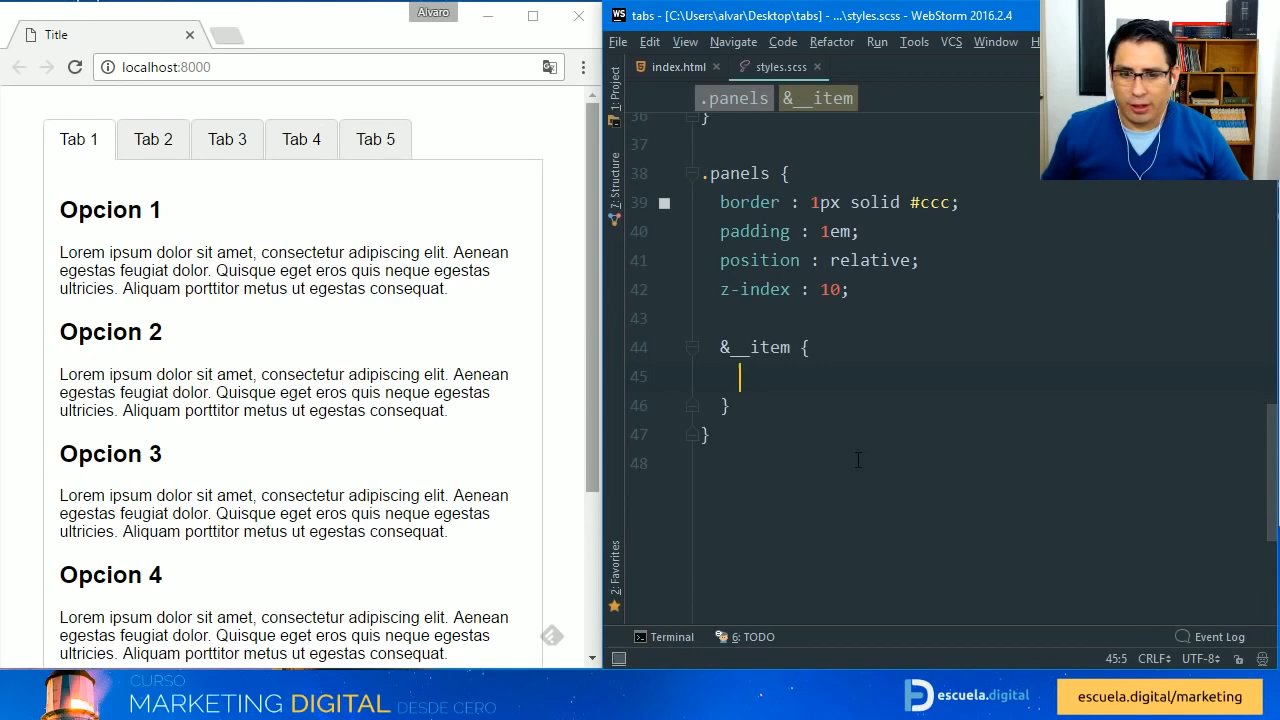 Alvaro
Title
localhost:8000
Tab 1
Tab 2
Tab 3
Tab 4
Tab 5
Opcion 1
Lorem ipsum dolor sit amet, consectetur adipiscing elit. Aenean
egestas feugiat dolor. Quisque eget eros quis neque egestas
ultricies. Aliquam porttitor metus ut egestas consequat.
Opcion 2
Lorem ipsum dolor sit amet, consectetur adipiscing elit. Aenean
egestas feugiat dolor. Quisque eget eros quis neque egestas
ultricies. Aliquam porttitor metus ut egestas consequat.
Opcion 3
Lorem ipsum dolor sit amet, consectetur adipiscing elit. Aenean
egestas feugiat dolor. Quisque eget eros quis neque egestas
ultricies. Aliquam porttitor metus ut egestas consequat.
Opcion 4
Lorem ipsum dolor sit amet, consectetur adipiscing elit. Aenean
egestas feugiat dolor. Quisque eget eros quis neque egestas
ultricies. Aliquam porttitor metus ut egestas consequat.
WS tabs - [C:\Users\alvar\Desktop\tabs] - ...\styles.scss - WebStorm 2016.2.4
File Edit View Navigate Code Refactor Run Tools VCS Window H
1: Project
7: Structure
2: Favorites
index.html
styles.scss
.panels &__item
36 }
37
38 .panels {
39 border : 1px solid #ccc;
40 padding : 1em;
41 position : relative;
42 z-index : 10;
43
44 &__item {
45
46 }
47 }
48
Terminal
6: TODO
Event Log
45:5 CRLF UTF-8
CURSO
MARKETING DIGITAL DESDE CERO
escuela.digital
escuela.digital/marketing